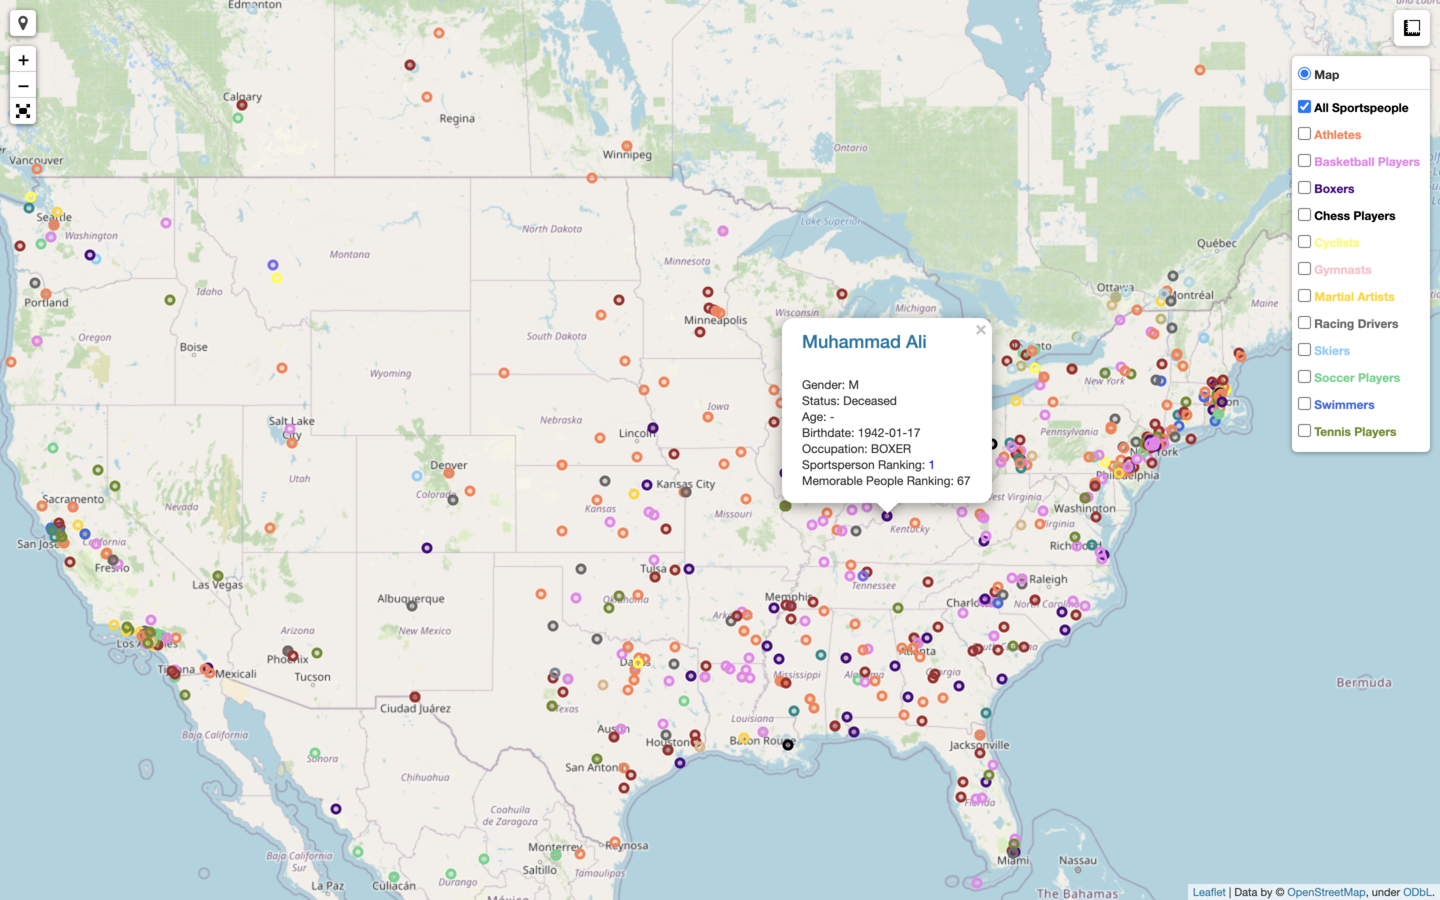 Edmonton
Calgary
Regina
Winnipeg
Ontario
Vancouver
Seattle
Washington
Portland
Oregon
Idaho
Boise
Montana
North Dakota
Minnesota
Lake Superior
Québec
Ottawa
Montréal
Maine
South Dakota
Minneapolis
Wisconsin
Michigan
Wyoming
Nebraska
Iowa
Lincoln
New York
Pennsylvania
New York
Philadelphia
Salt Lake
City
Nevada
Utah
Denver
Colorado
Kansas
Kansas City
Missouri
Kentucky
West Virginia
Washington
Virginia
Richmond
Sacramento
San José
California
Fresno
Las Vegas
Los Angeles
Tijuana
Mexicali
Arizona
Phoenix
Tucson
Albuquerque
New Mexico
Tulsa
Oklahoma
Memphis
Tennessee
Raleigh
North Carolina
Charlotte
Atlanta
Georgia
Mississippi
Alabama
Dallas
Texas
Louisiana
Austin
Houston
Baton Rouge
San Antonio
Ciudad Juárez
Jacksonville
Florida
Miami
Nassau
The Bahamas
Bermuda
Baja California
Sonora
Chihuahua
Coahuila
de Zaragoza
Baja California
Sur
La Paz
Culiacán
Durango
Monterrey
Saltillo
Reynosa
Tamaulipas
México
Muhammad Ali
×
Gender: M
Status: Deceased
Age: -
Birthdate: 1942-01-17
Occupation: BOXER
Sportsperson Ranking: 1
Memorable People Ranking: 67
+
−
Map
All Sportspeople
Athletes
Basketball Players
Boxers
Chess Players
Cyclists
Gymnasts
Martial Artists
Racing Drivers
Skiers
Soccer Players
Swimmers
Tennis Players
Leaflet | Data by © OpenStreetMap, under ODbL.